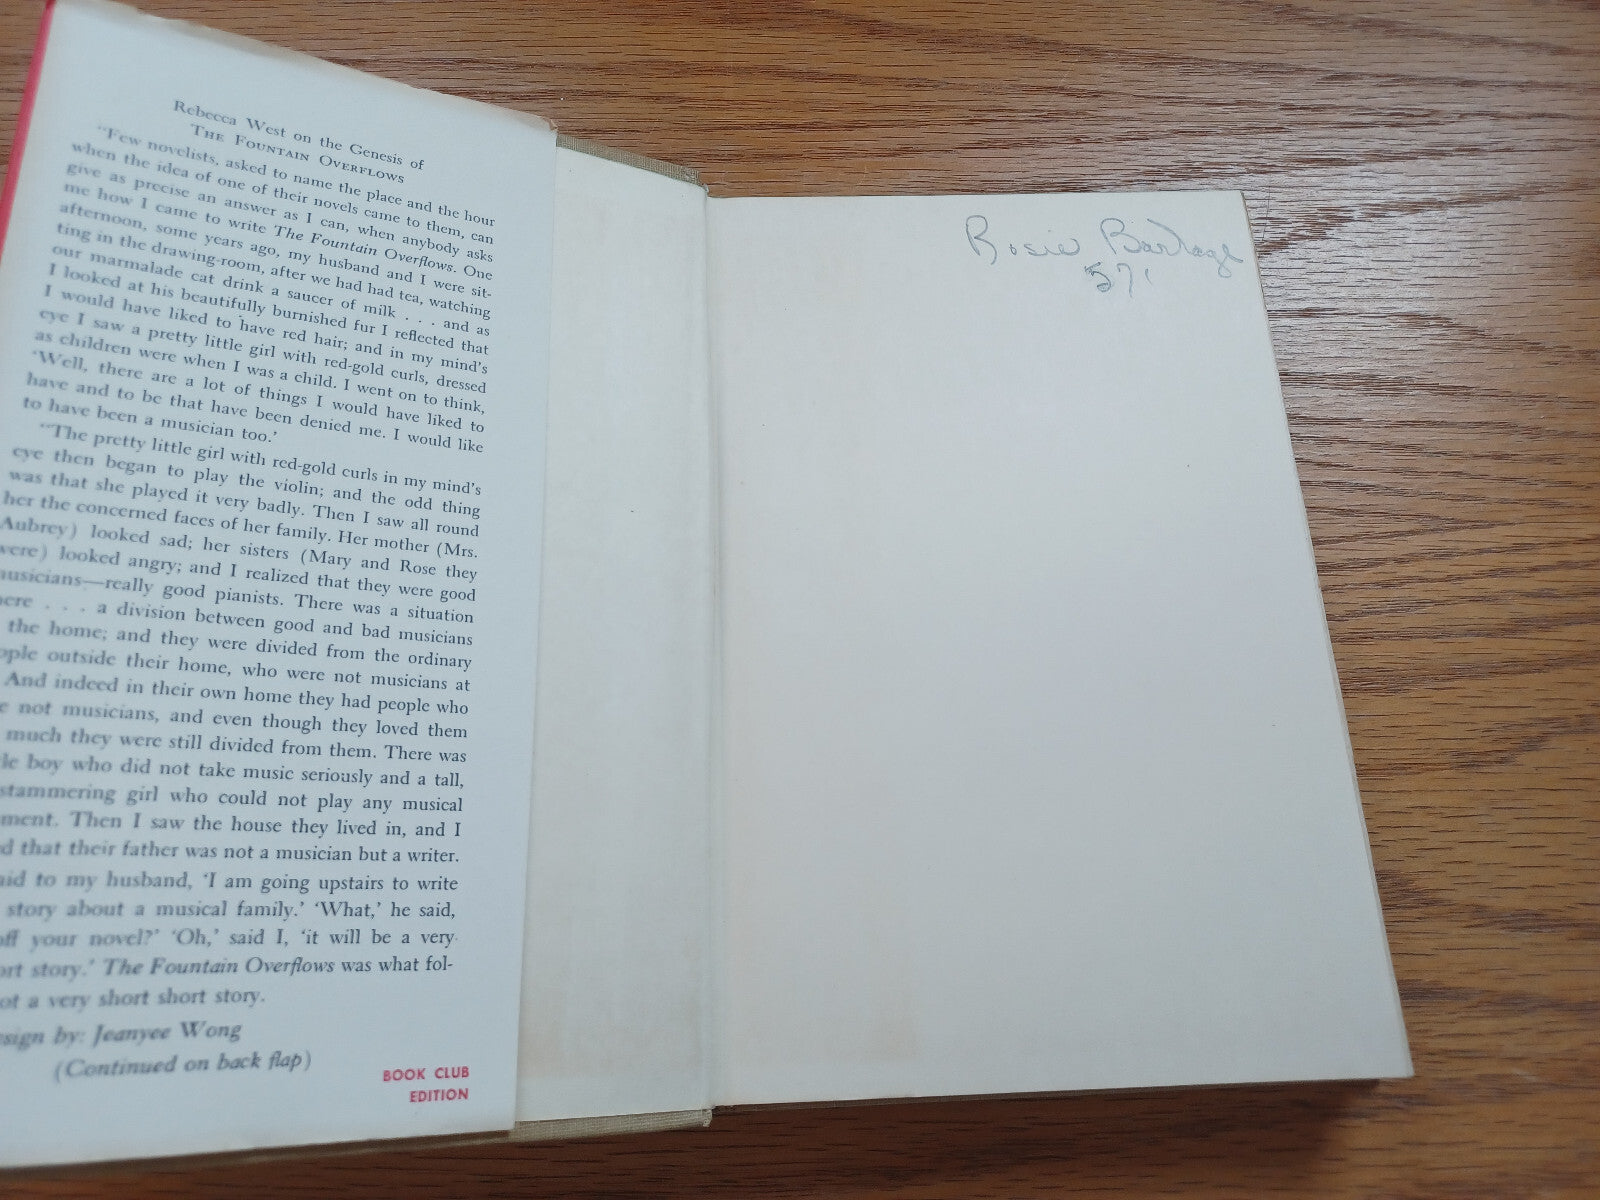 Rebecca West on the Genesis of
THE FOUNTAIN OVERFLOWS
"Few novelists, asked to name the place and the hour
when the idea of one of their novels came to them, can
give as precise an answer as I can, when anybody asks
me how I came to write The Fountain Overflows. One
afternoon, some years ago, my husband and I were sit-
ting in the drawing-room, after we had had tea, watching
our marmalade cat drink a saucer of milk . . . and as
I looked at his beautifully burnished fur I reflected that
I would have liked to have red hair; and in my mind's
eye I saw a pretty little girl with red-gold curls, dressed
as children were when I was a child. I went on to think,
'Well, there are a lot of things I would have liked to
have and to be that have been denied me. I would like
to have been a musician too.'
"The pretty little girl with red-gold curls in my mind's
eye then began to play the violin; and the odd thing
was that she played it very badly. Then I saw all round
her the concerned faces of her family. Her mother (Mrs.
Aubrey) looked sad; her sisters (Mary and Rose they
were) looked angry; and I realized that they were good
musicians—really good pianists. There was a situation
here . . . a division between good and bad musicians
the home; and they were divided from the ordinary
ople outside their home, who were not musicians at
And indeed in their own home they had people who
e not musicians, and even though they loved them
much they were still divided from them. There was
le boy who did not take music seriously and a tall,
stammering girl who could not play any musical
ment. Then I saw the house they lived in, and I
d that their father was not a musician but a writer.
aid to my husband, 'I am going upstairs to write
story about a musical family.' 'What,' he said,
off your novel?' 'Oh,' said I, 'it will be a very
ort story.' The Fountain Overflows was what fol-
ot a very short short story.
esign by: Jeanyee Wong
(Continued on back flap)
BOOK CLUB
EDITION
Rosie
571